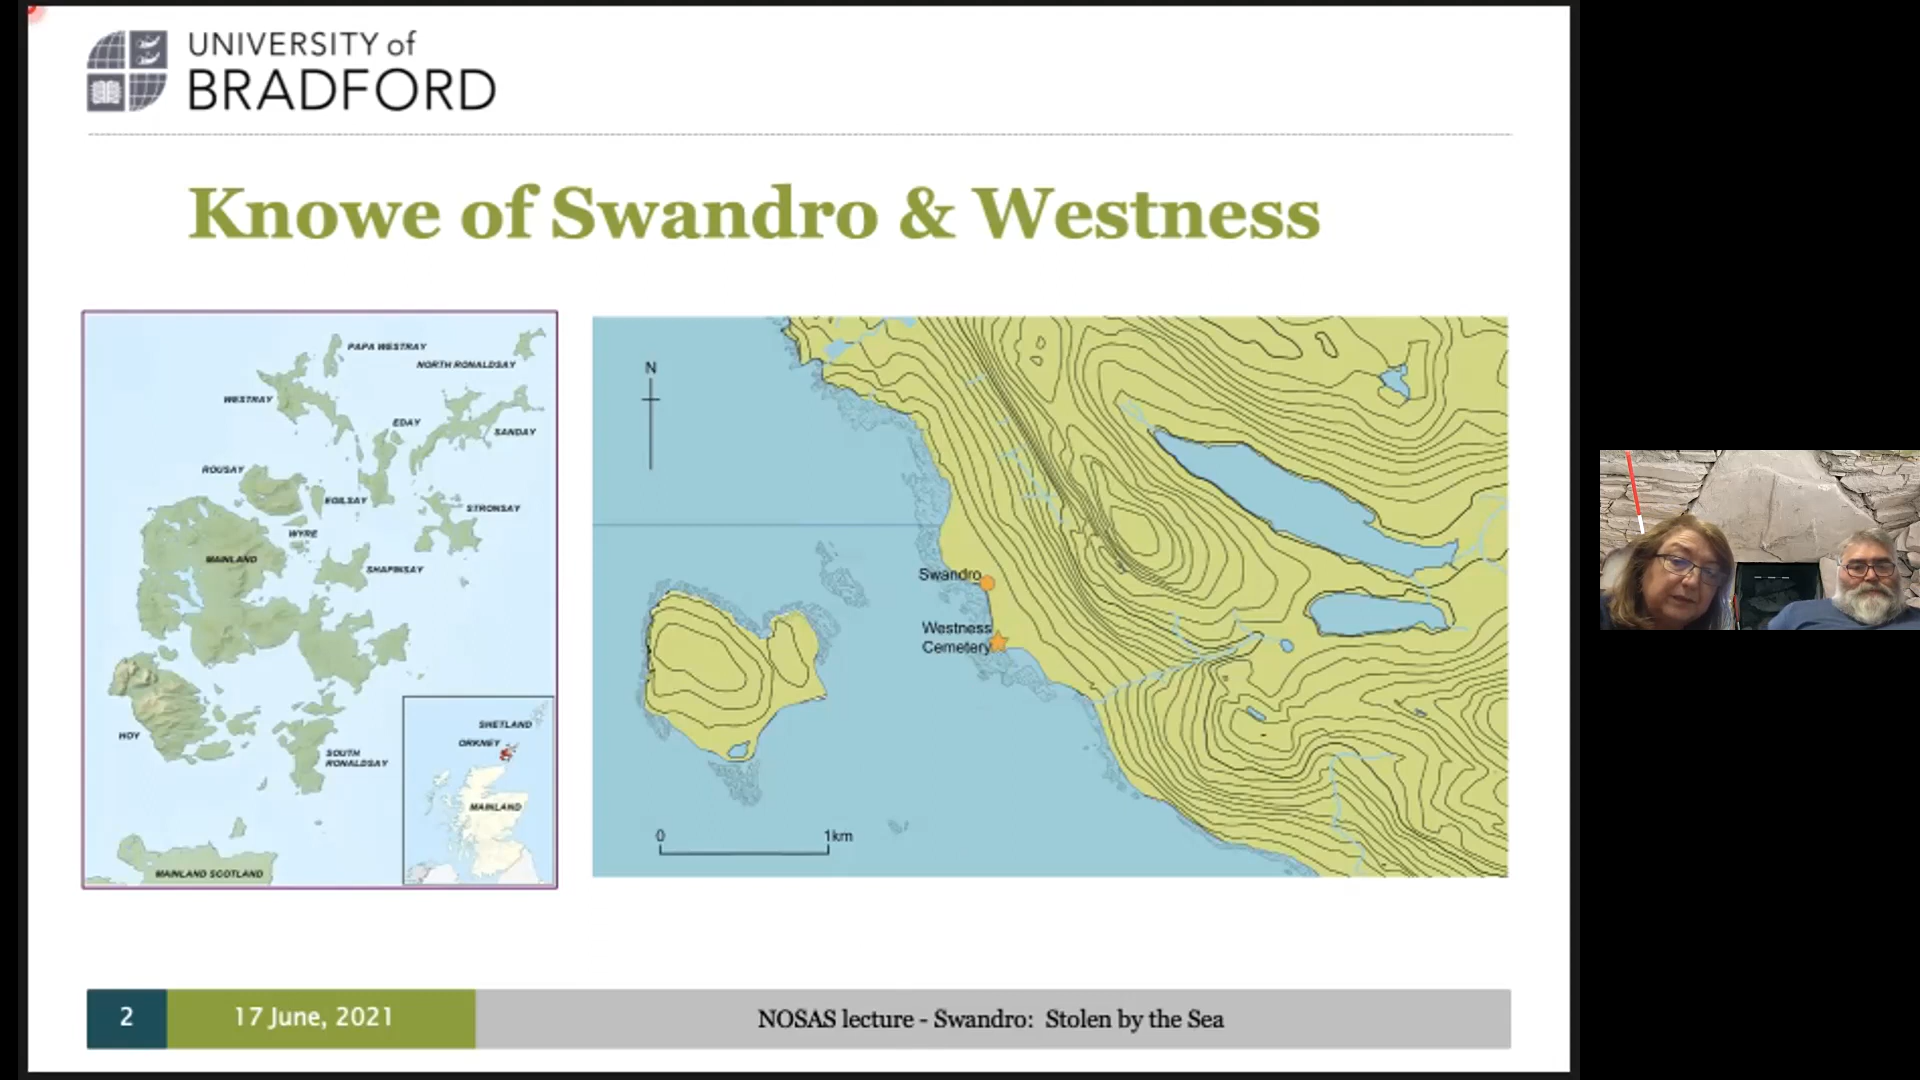 UNIVERSITY of
BRADFORD
Knowe of Swandro & Westness
PAPA WESTRAY
NORTH RONALDSAY
WESTRAY
EDAY
SANDAY
ROUSAY
EGILSAY
STRONSAY
WYRE
MAINLAND
SHAPINSAY
HOY
SOUTH
RONALDSAY
SHETLAND
ORKNEY
MAINLAND
MAINLAND SCOTLAND
N
Swandro
Westness
Cemetery
0 1km
2
17 June, 2021
NOSAS lecture - Swandro: Stolen by the Sea